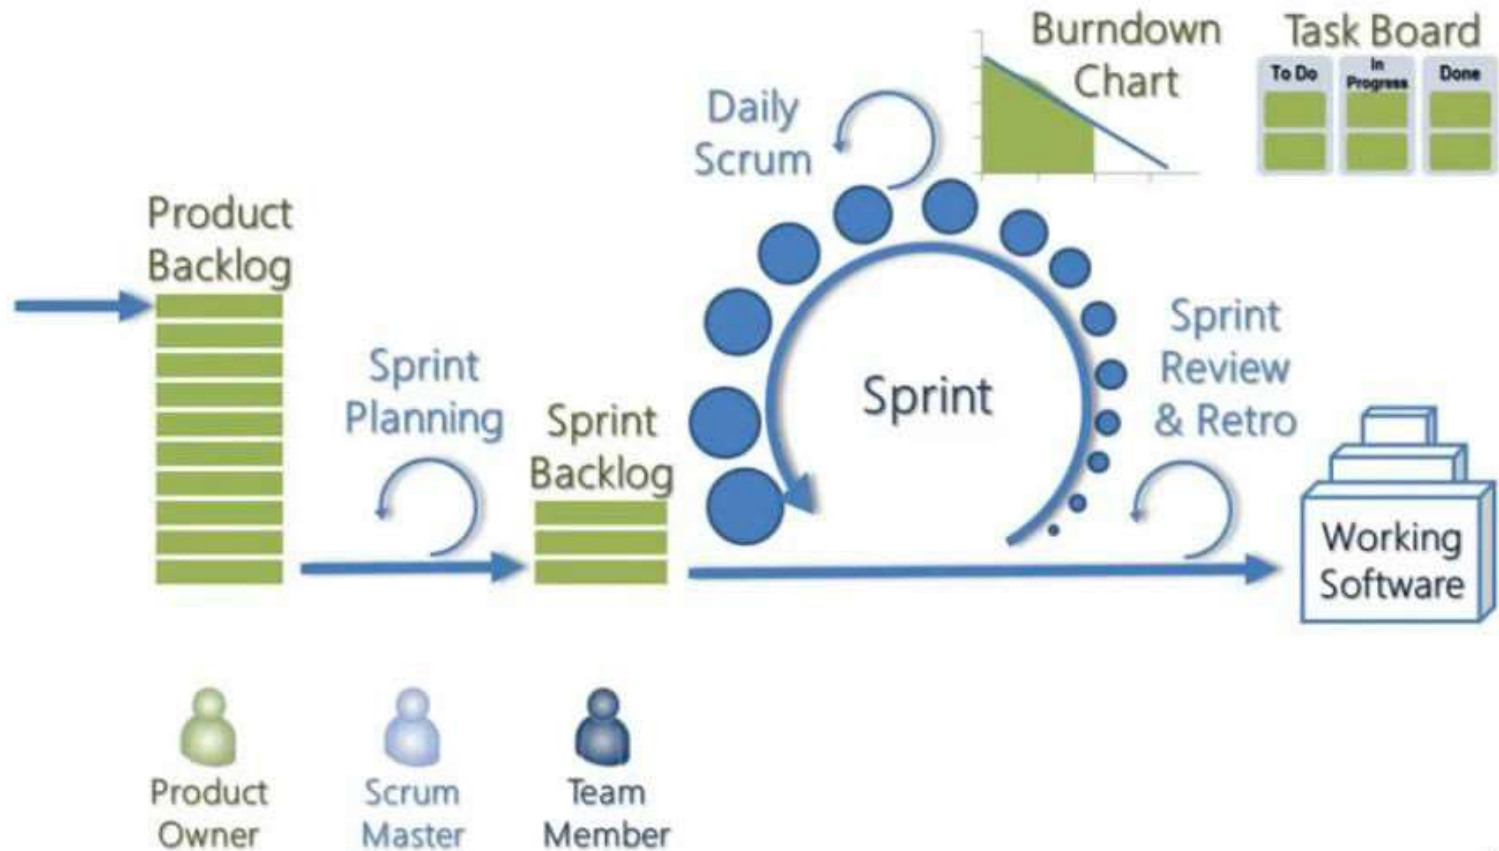 Burndown
Chart
Task Board
To Do
In
Progress
Done
Daily
Scrum
Product
Backlog
Sprint
Planning
Sprint
Backlog
Sprint
Sprint
Review
& Retro
Working
Software
Product
Owner
Scrum
Master
Team
Member